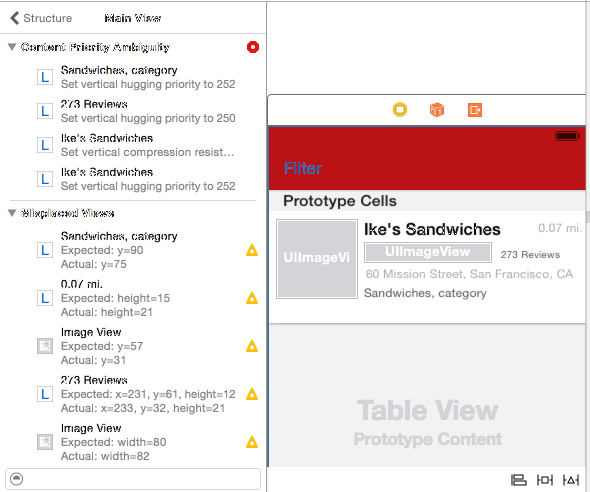 Structure
Main View
Content Priority Ambiguity
L
Sandwiches, category
Set vertical hugging priority to 252
L
273 Reviews
Set vertical hugging priority to 250
L
Ike's Sandwiches
Set vertical compression resist...
L
Ike's Sandwiches
Set vertical hugging priority to 252
Misplaced Views
L
Sandwiches, category
Expected: y=90
Actual: y=75
L
0.07 mi.
Expected: height=15
Actual: height=21
Image View
Expected: y=57
Actual: y=31
L
273 Reviews
Expected: x=231, y=61, height=12
Actual: x=233, y=32, height=21
Image View
Expected: width=80
Actual: width=82
Filter
Prototype Cells
UIImageVi
Ike's Sandwiches
0.07 mi.
UIImageView
273 Reviews
60 Mission Street, San Francisco, CA
Sandwiches, category
Table View
Prototype Content